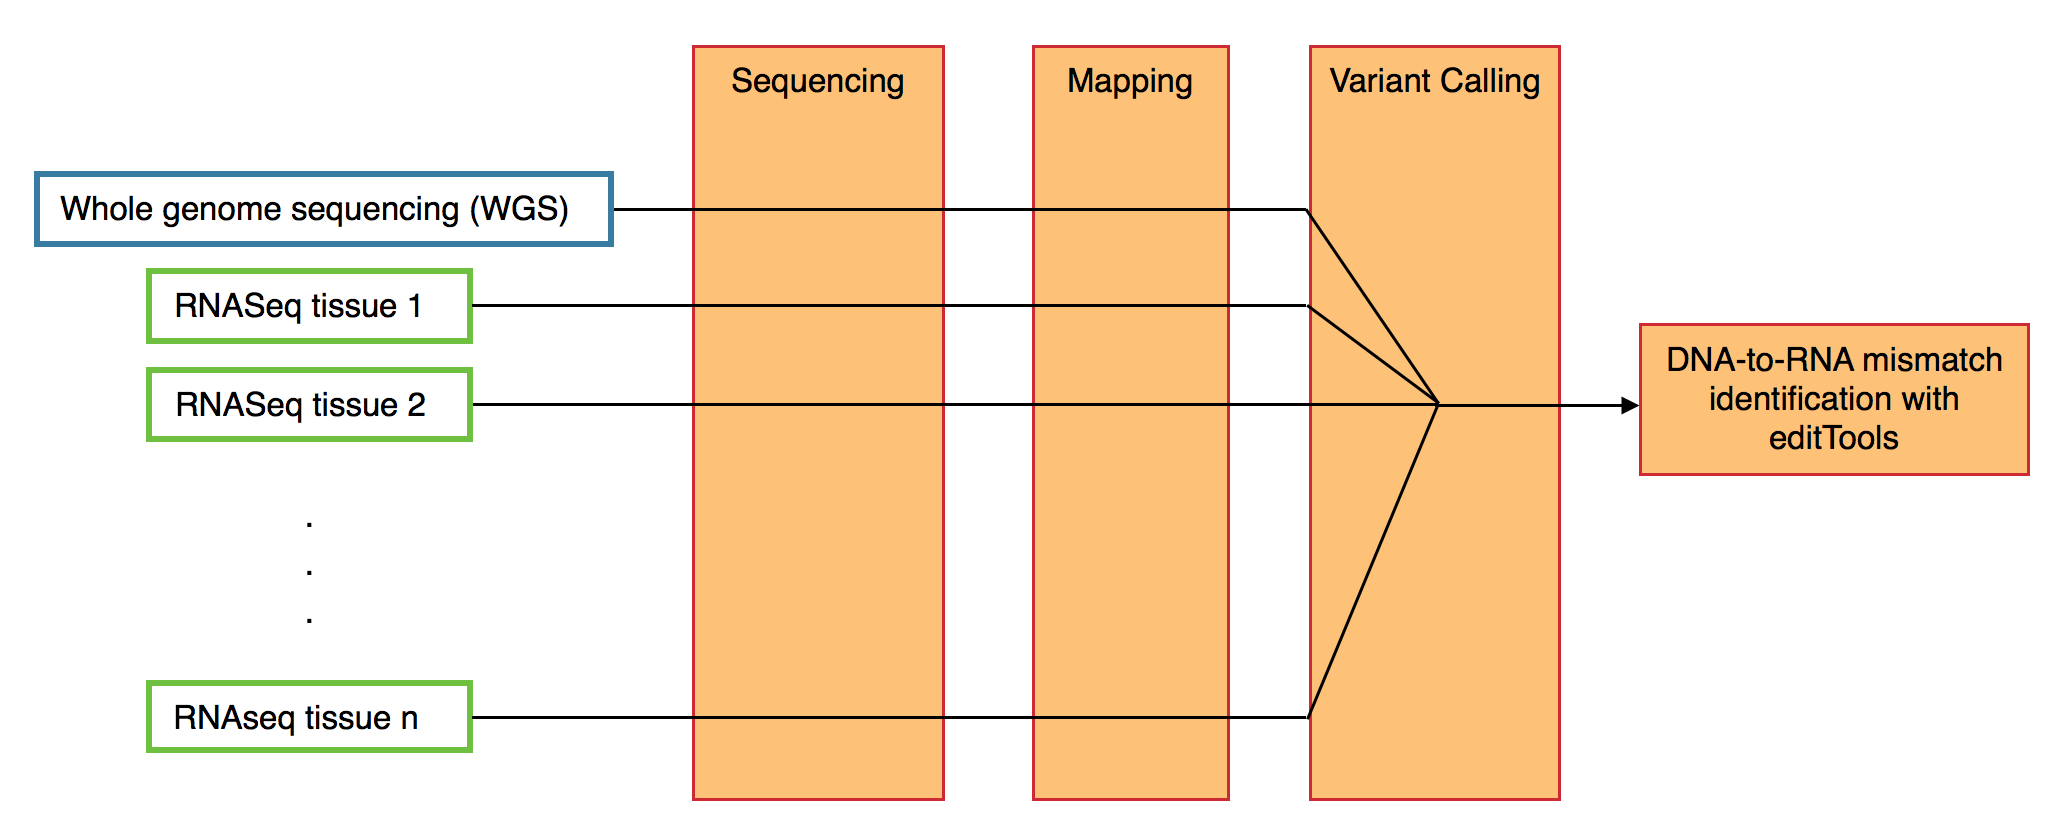 Sequencing
Mapping
Variant Calling
Whole genome sequencing (WGS)
RNASeq tissue 1
RNASeq tissue 2
.
.
.
RNAseq tissue n
DNA-to-RNA mismatch
identification with
editTools